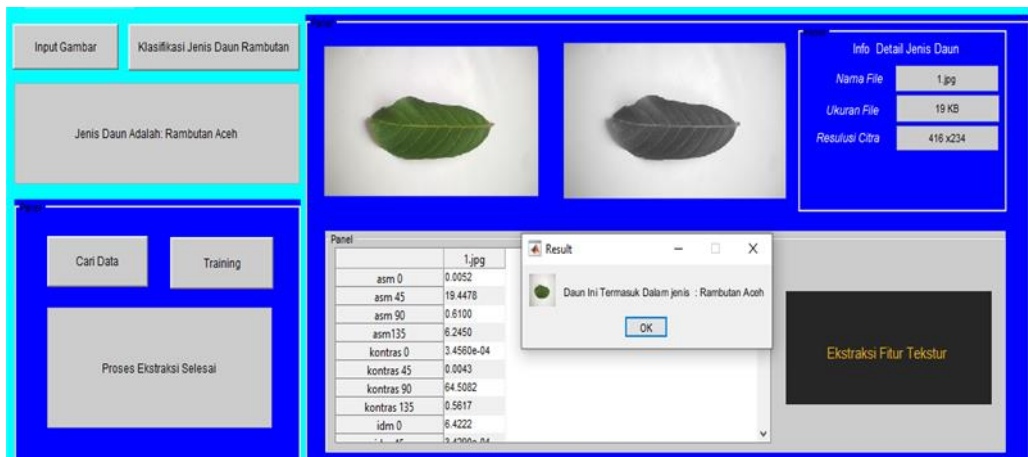 Input Gambar
Klasifikasi Jenis Daun Rambutan
Jenis Daun Adalah: Rambutan Aceh
Panel
Cari Data
Training
Proses Ekstraksi Selesai
Panel
Info Detail Jenis Daun
Nama File
1.jpg
Ukuran File
19 KB
Resulusi Citra
416 x234
Panel
1.jpg
asm 0 0.0052
asm 45 19.4478
asm 90 0.6100
asm135 6.2450
kontras 0 3.4560e-04
kontras 45 0.0043
kontras 90 64.5082
kontras 135 0.5617
idm 0 6.4222
Result
Daun Ini Termasuk Dalam jenis : Rambutan Aceh
OK
Ekstraksi Fitur Tekstur